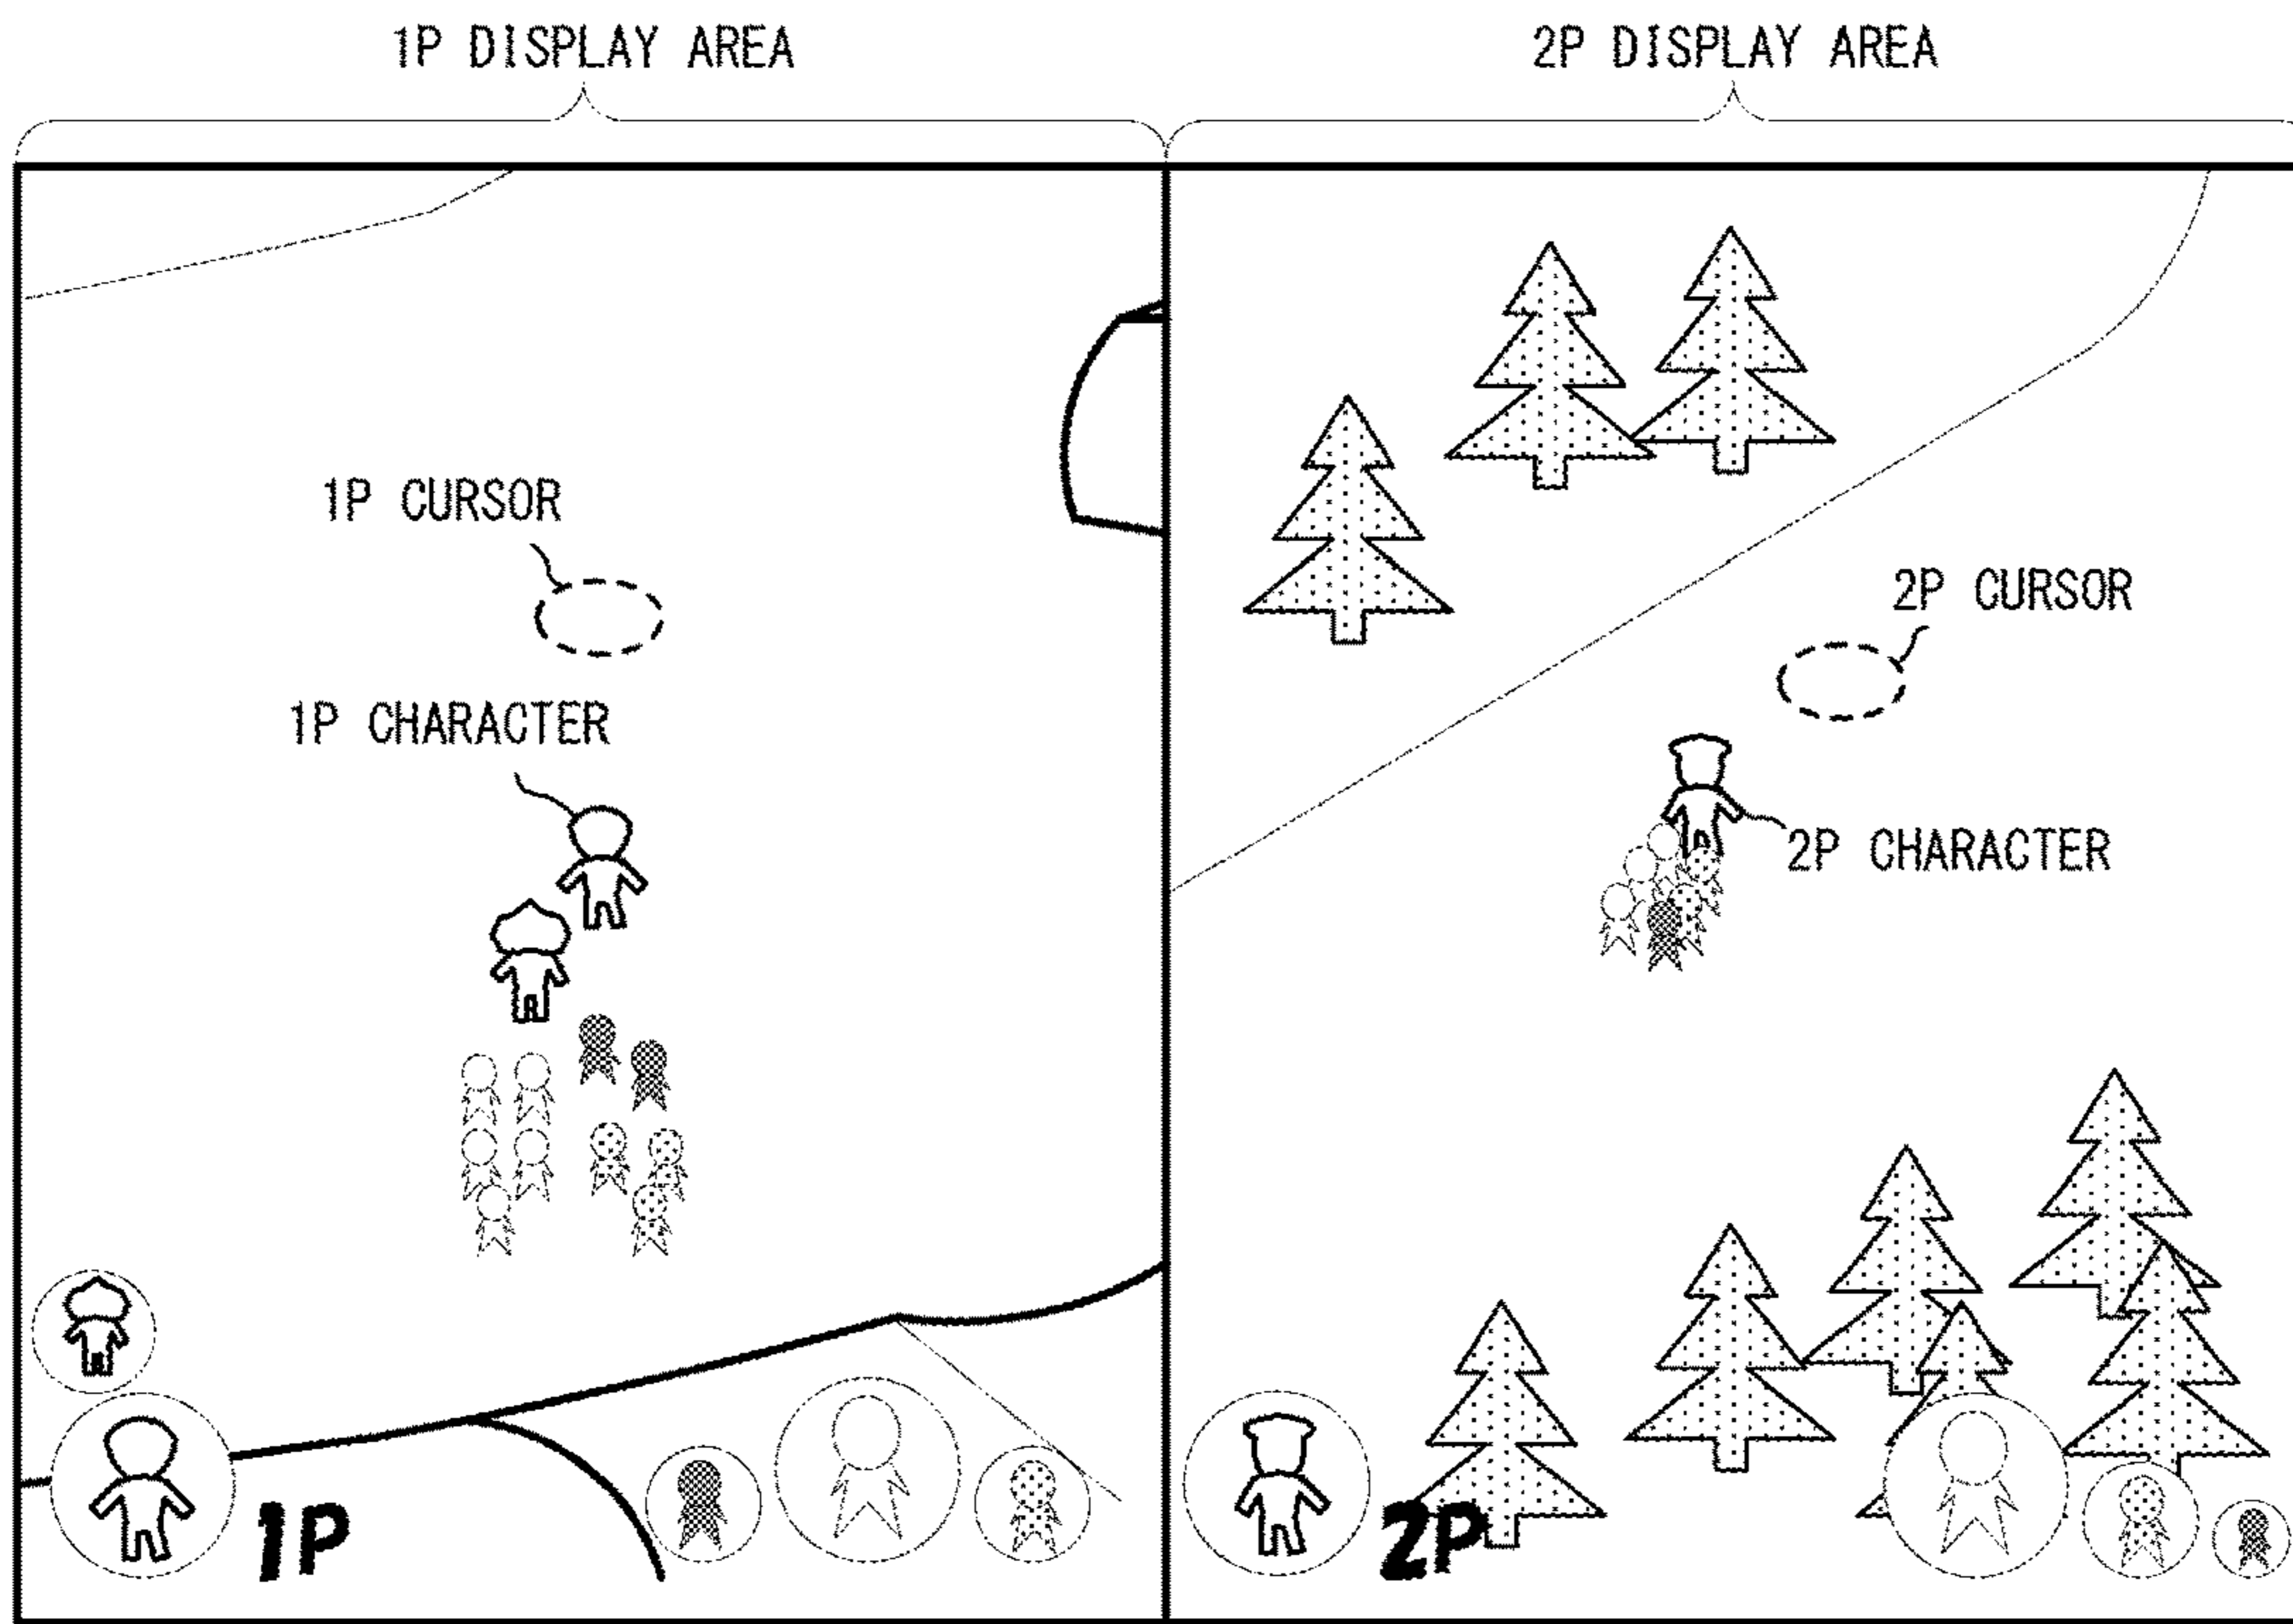 1P DISPLAY AREA
2P DISPLAY AREA
1P CURSOR
2P CURSOR
1P CHARACTER
2P CHARACTER
1P
2P